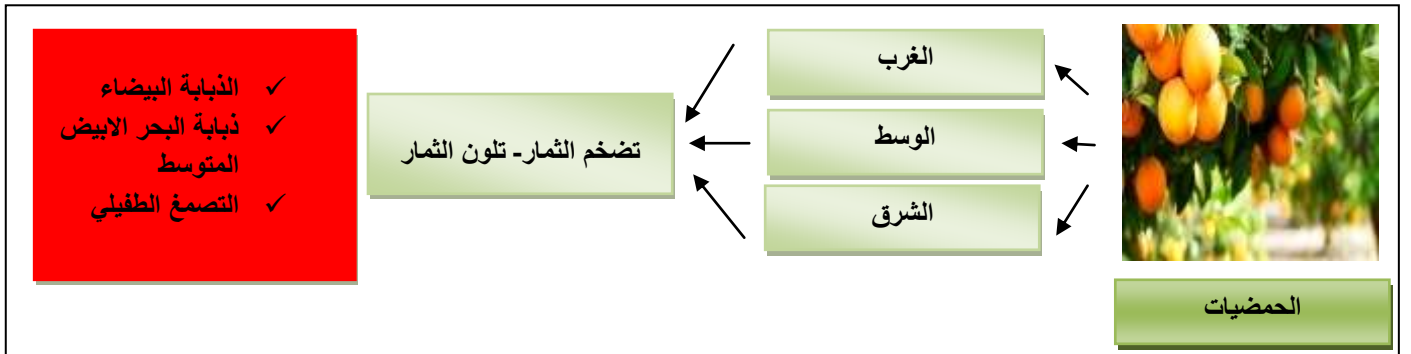 الحمضيات
الغرب
الوسط
الشرق
تضخم الثمار- تلون الثمار
✓ الذبابة البيضاء
✓ ذبابة البحر الابيض
المتوسط
✓ التصمغ الطفيلي